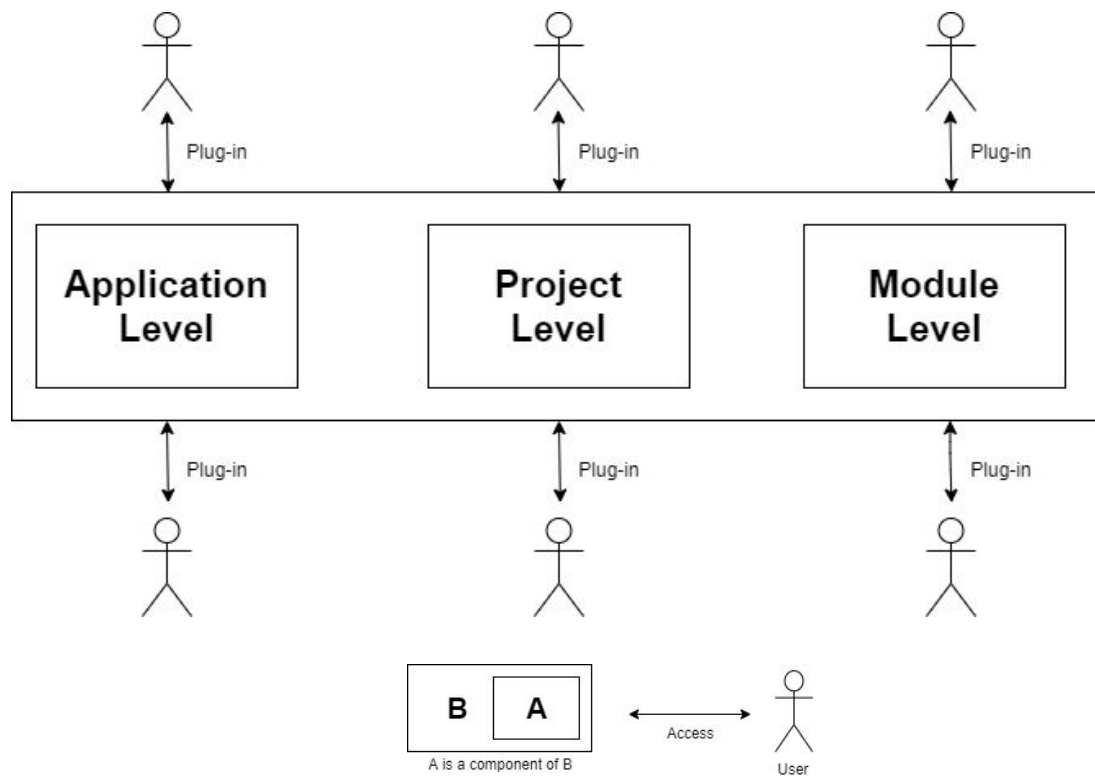 Plug-in
Plug-in
Plug-in
Application
Level
Project
Level
Module
Level
Plug-in
Plug-in
Plug-in
B
A
A is a component of B
Access
User